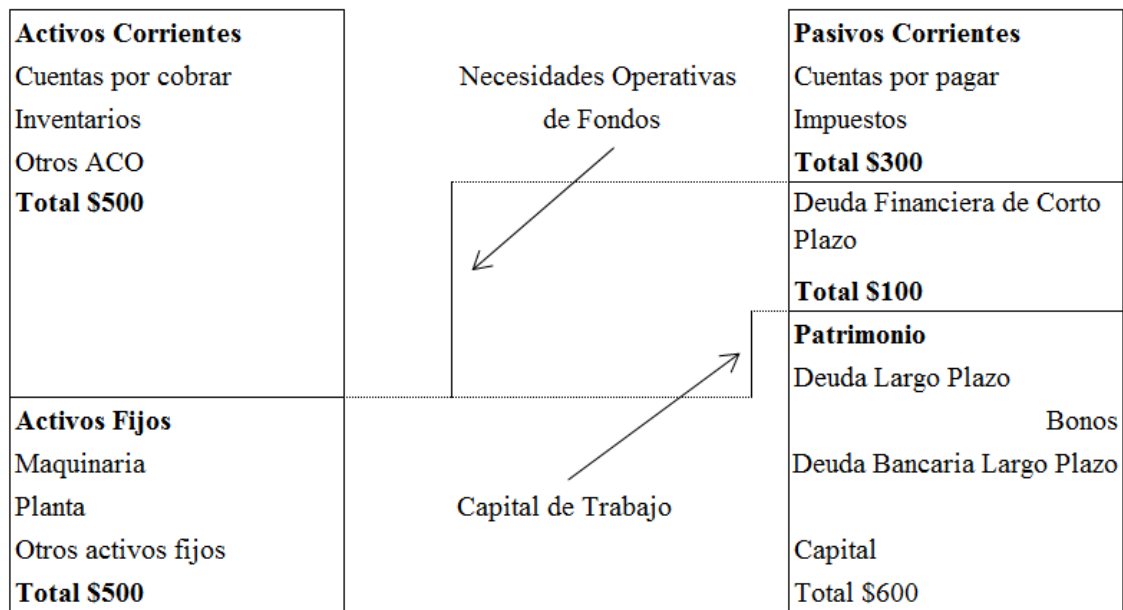 Activos Corrientes
Cuentas por cobrar
Inventarios
Otros ACO
Total $500
Activos Fijos
Maquinaria
Planta
Otros activos fijos
Total $500
Necesidades Operativas
de Fondos
Capital de Trabajo
Pasivos Corrientes
Cuentas por pagar
Impuestos
Total $300
Deuda Financiera de Corto
Plazo
Total $100
Patrimonio
Deuda Largo Plazo
Bonos
Deuda Bancaria Largo Plazo
Capital
Total $600